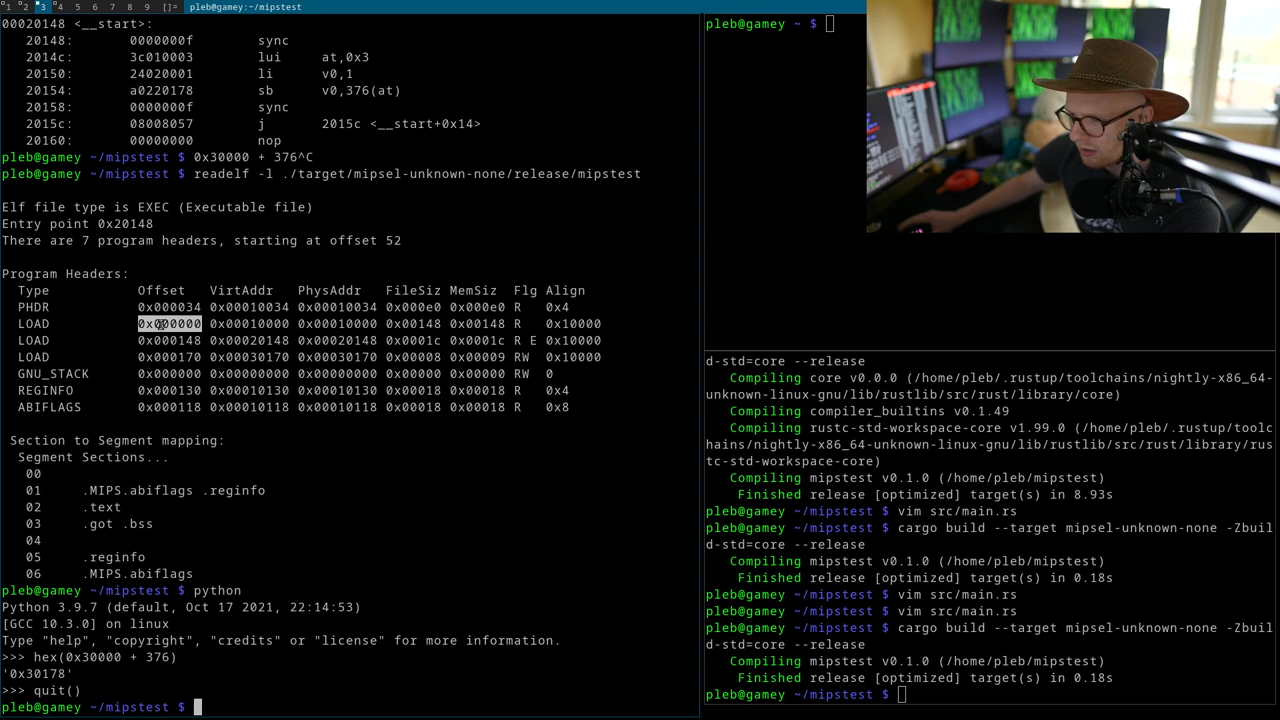 1 2 3 4 5 6 7 8 9 []= pleb@gamey:~/mipstest
00020148 <__start>:
20148: 0000000f sync
2014c: 3c010003 lui at,0x3
20150: 24020001 li v0,1
20154: a0220178 sb v0,376(at)
20158: 0000000f sync
2015c: 08008057 j 2015c <__start+0x14>
20160: 00000000 nop
pleb@gamey ~/mipstest $ 0x30000 + 376^C
pleb@gamey ~/mipstest $ readelf -l ./target/mipsel-unknown-none/release/mipstest
Elf file type is EXEC (Executable file)
Entry point 0x20148
There are 7 program headers, starting at offset 52
Program Headers:
Type Offset VirtAddr PhysAddr FileSiz MemSiz Flg Align
PHDR 0x000034 0x00010034 0x00010034 0x000e0 0x000e0 R 0x4
LOAD 0x000000 0x00010000 0x00010000 0x00148 0x00148 R 0x10000
LOAD 0x000148 0x00020148 0x00020148 0x0001c 0x0001c R E 0x10000
LOAD 0x000170 0x00030170 0x00030170 0x00008 0x00009 RW 0x10000
GNU_STACK 0x000000 0x00000000 0x00000000 0x00000 0x00000 RW 0
REGINFO 0x000130 0x00010130 0x00010130 0x00018 0x00018 R 0x4
ABIFLAGS 0x000118 0x00010118 0x00010118 0x00018 0x00018 R 0x8
Section to Segment mapping:
Segment Sections...
00
01 .MIPS.abiflags .reginfo
02 .text
03 .got .bss
04
05 .reginfo
06 .MIPS.abiflags
pleb@gamey ~/mipstest $ python
Python 3.9.7 (default, Oct 17 2021, 22:14:53)
[GCC 10.3.0] on linux
Type "help", "copyright", "credits" or "license" for more information.
>>> hex(0x30000 + 376)
'0x30178'
>>> quit()
pleb@gamey ~/mipstest $
pleb@gamey ~ $
d-std=core --release
Compiling core v0.0.0 (/home/pleb/.rustup/toolchains/nightly-x86_64-
unknown-linux-gnu/lib/rustlib/src/rust/library/core)
Compiling compiler_builtins v0.1.49
Compiling rustc-std-workspace-core v1.99.0 (/home/pleb/.rustup/toolc
hains/nightly-x86_64-unknown-linux-gnu/lib/rustlib/src/rust/library/rus
tc-std-workspace-core)
Compiling mipstest v0.1.0 (/home/pleb/mipstest)
Finished release [optimized] target(s) in 8.93s
pleb@gamey ~/mipstest $ vim src/main.rs
pleb@gamey ~/mipstest $ cargo build --target mipsel-unknown-none -Zbuil
d-std=core --release
Compiling mipstest v0.1.0 (/home/pleb/mipstest)
Finished release [optimized] target(s) in 0.18s
pleb@gamey ~/mipstest $ vim src/main.rs
pleb@gamey ~/mipstest $ vim src/main.rs
pleb@gamey ~/mipstest $ cargo build --target mipsel-unknown-none -Zbuil
d-std=core --release
Compiling mipstest v0.1.0 (/home/pleb/mipstest)
Finished release [optimized] target(s) in 0.18s
pleb@gamey ~/mipstest $